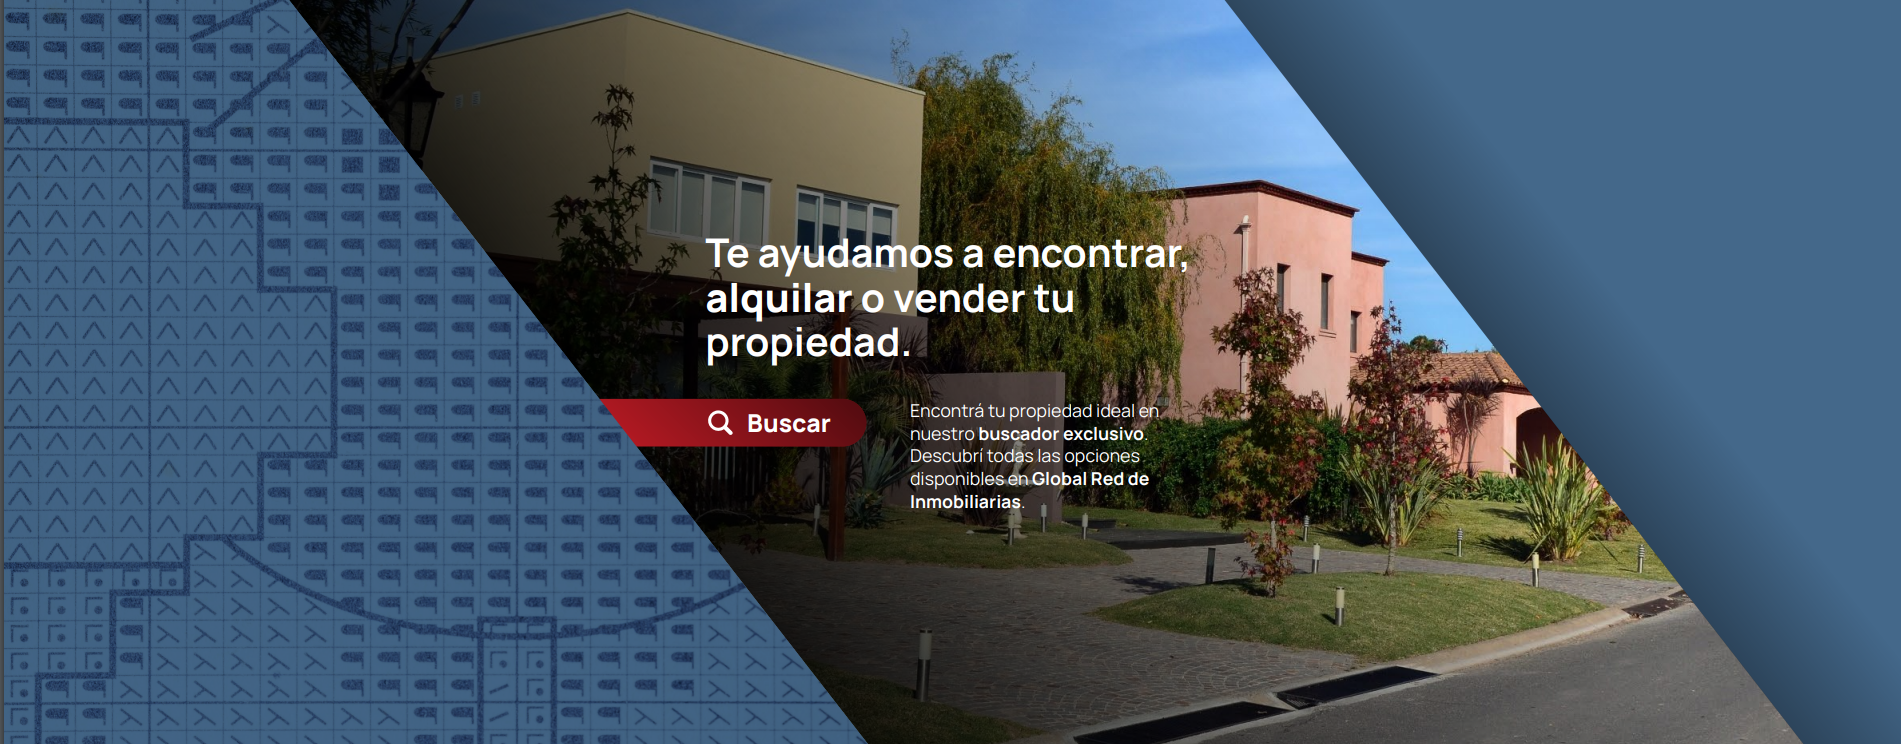 Te ayudamos a encontrar,
alquilar o vender tu
propiedad.
Buscar
Encontrá tu propiedad ideal en
nuestro buscador exclusivo.
Descubrí todas las opciones
disponibles en Global Red de
Inmobiliarias.